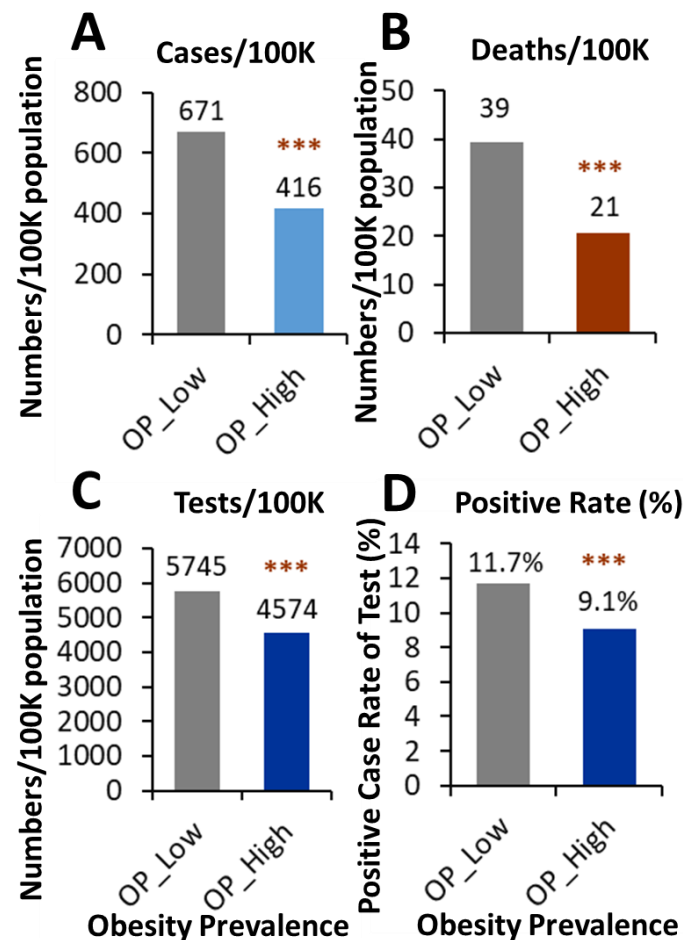 A
Cases/100K
Numbers/100K population
800
600
400
200
0
671
***
416
OP_Low
OP_High
B
Deaths/100K
Numbers/100K population
50
40
30
20
10
0
39
***
21
OP_Low
OP_High
C
Tests/100K
Numbers/100K population
7000
6000
5000
4000
3000
2000
1000
0
5745
***
4574
OP_Low
OP_High
Obesity Prevalence
D
Positive Rate (%)
Positive Case Rate of Test (%)
14
12
10
8
6
4
2
0
11.7%
***
9.1%
OP_Low
OP_High
Obesity Prevalence